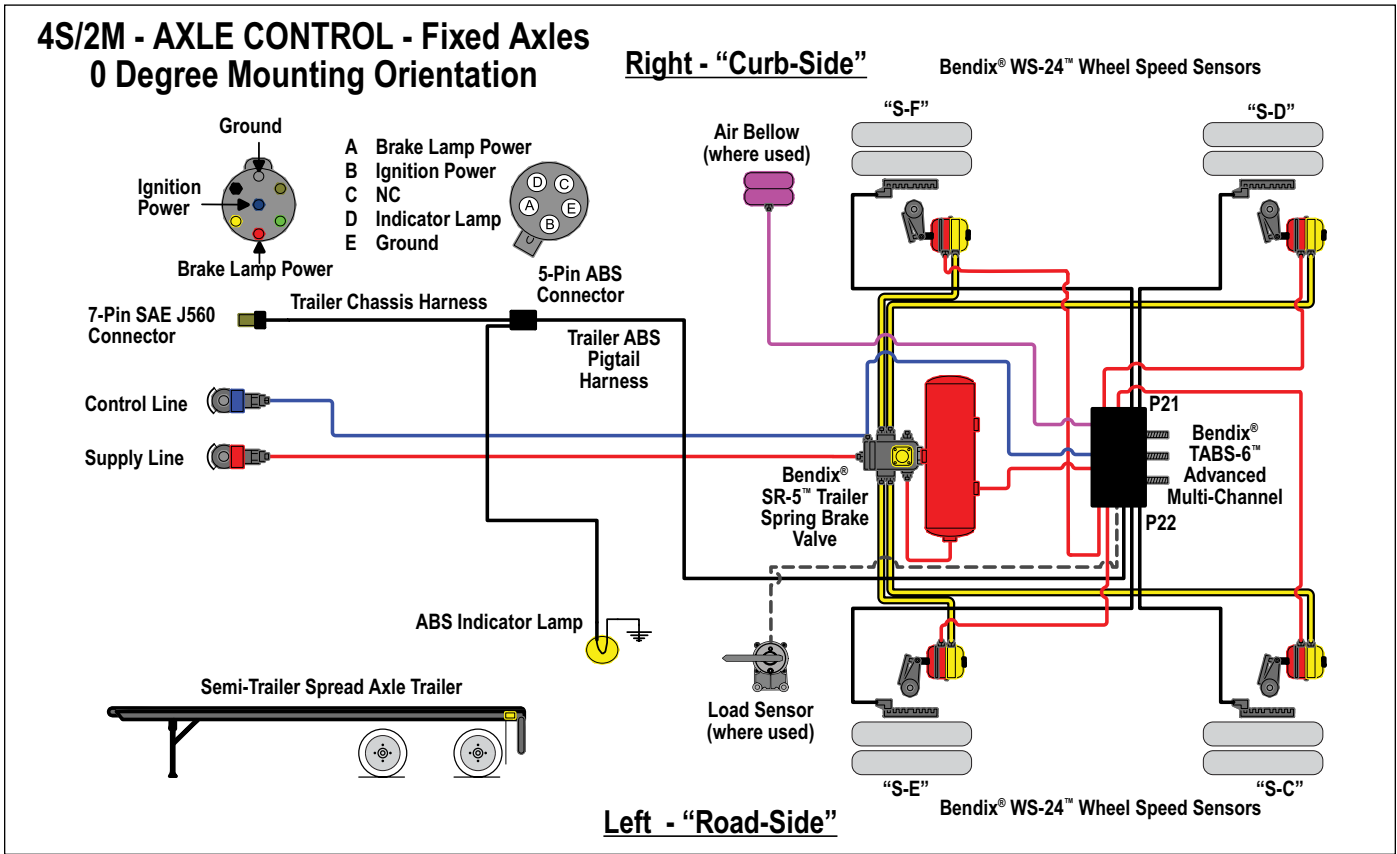 4S/2M - AXLE CONTROL - Fixed Axles
0 Degree Mounting Orientation
Right - “Curb-Side”
Bendix® WS-24™ Wheel Speed Sensors
“S-F”
“S-D”
Ground
Ignition
Power
Brake Lamp Power
A Brake Lamp Power
B Ignition Power
C NC
D Indicator Lamp
E Ground
D
C
A
E
B
Air Bellow
(where used)
5-Pin ABS
Connector
Trailer Chassis Harness
7-Pin SAE J560
Connector
Trailer ABS
Pigtail
Harness
Control Line
Supply Line
Bendix®
SR-5™ Trailer
Spring Brake
Valve
P21
Bendix®
TABS-6™
Advanced
Multi-Channel
P22
ABS Indicator Lamp
Load Sensor
(where used)
Semi-Trailer Spread Axle Trailer
“S-E”
“S-C”
Bendix® WS-24™ Wheel Speed Sensors
Left - “Road-Side”